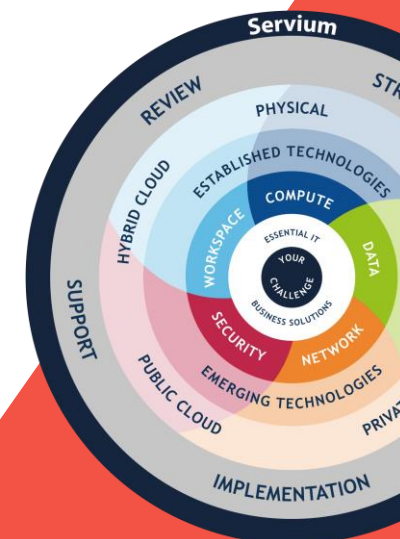 Servium
REVIEW
STR
PHYSICAL
HYBRID CLOUD
ESTABLISHED TECHNOLOGIES
COMPUTE
WORKSPACE
ESSENTIAL IT
YOUR
CHALLENGE
BUSINESS SOLUTIONS
DATA
SUPPORT
SECURITY
NETWORK
EMERGING TECHNOLOGIES
PUBLIC CLOUD
PRIVAT
IMPLEMENTATION